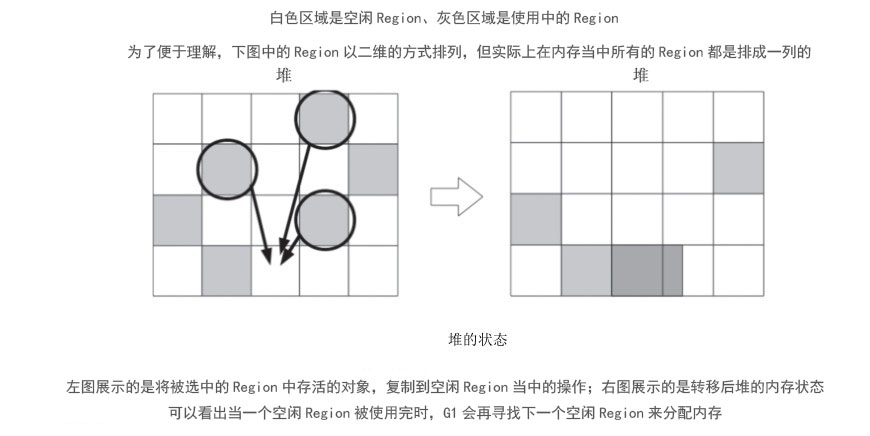 白色区域是空闲 Region、灰色区域是使用中的 Region
为了便于理解，下图中的 Region 以二维的方式排列，但实际上在内存当中所有的 Region 都是排成一列的
堆
堆
堆的状态
左图展示的是将被选中的 Region 中存活的对象，复制到空闲 Region 当中的操作；右图展示的是转移后堆的内存状态
可以看出当一个空闲 Region 被使用完时，G1 会再寻找下一个空闲 Region 来分配内存